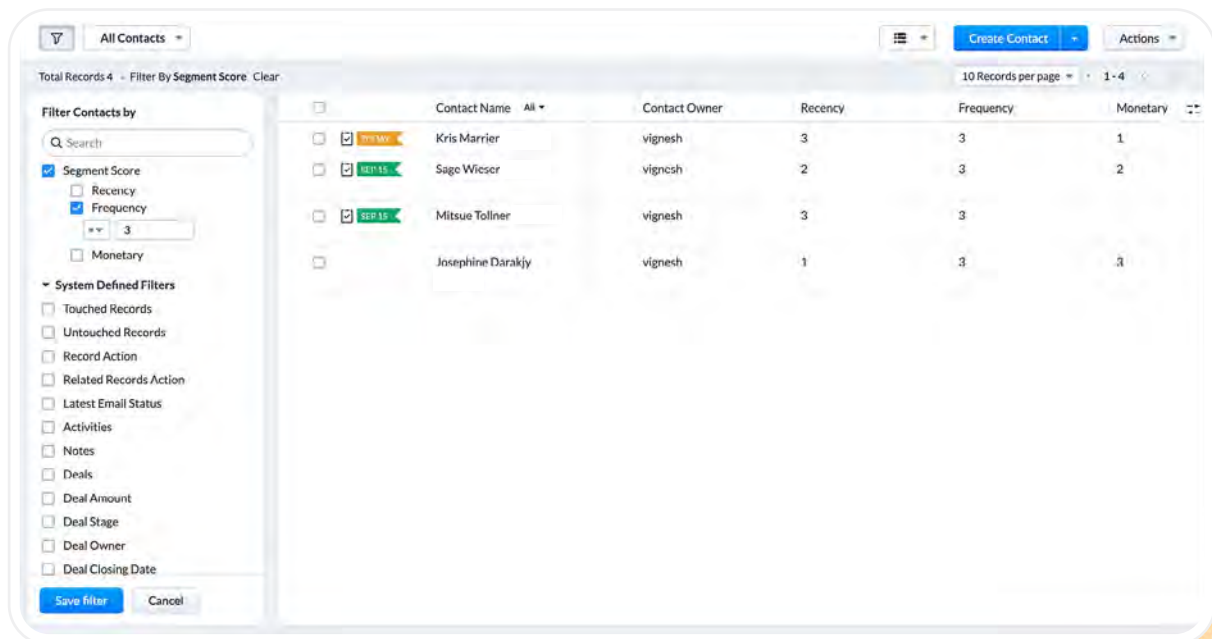 All Contacts
Create Contact
Actions
Total Records 4 - Filter By Segment Score Clear
10 Records per page
1 - 4
Filter Contacts by
Search
Segment Score
Recency
Frequency
3
Monetary
System Defined Filters
Touched Records
Untouched Records
Record Action
Related Records Action
Latest Email Status
Activities
Notes
Deals
Deal Amount
Deal Stage
Deal Owner
Deal Closing Date
Save filter Cancel
Contact Name All Contact Owner Recency Frequency Monetary
Kris Marrier vignesh 3 3 1
SEP 15 Sage Wieser vignesh 2 3 2
SEP 15 Mitsue Tollner vignesh 3 3
Josephine Darakjy vignesh 1 3 3